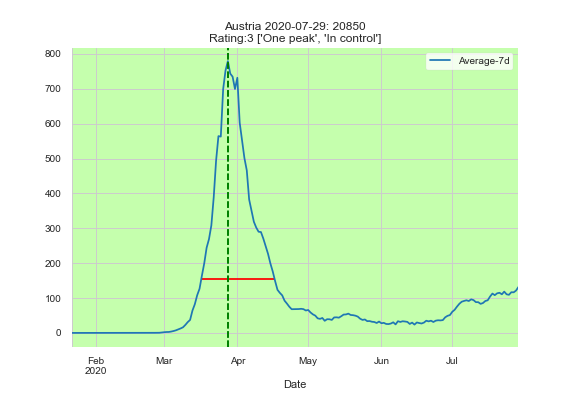 Austria 2020-07-29: 20850
Rating:3 ['One peak', 'In control']
Average-7d
800
700
600
500
400
300
200
100
0
Feb
2020
Mar
Apr
May
Jun
Jul
Date